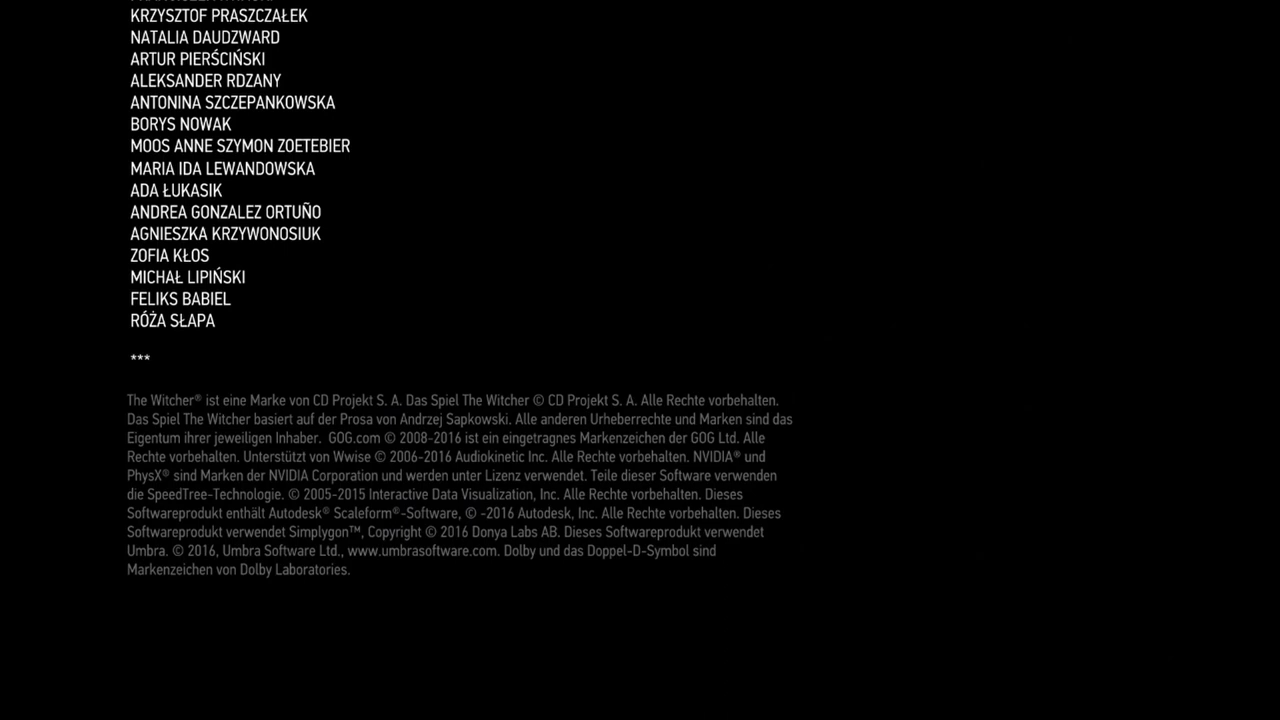 KRZYSZTOF PRASZCZAŁEK
NATALIA DAUDZWARD
ARTUR PIERŚCIŃSKI
ALEKSANDER RDZANY
ANTONINA SZCZEPANKOWSKA
BORYS NOWAK
MOOS ANNE SZYMON ZOETEBIER
MARIA IDA LEWANDOWSKA
ADA ŁUKASIK
ANDREA GONZALEZ ORTUÑO
AGNIESZKA KRZYWONOSIUK
ZOFIA KŁOS
MICHAŁ LIPIŃSKI
FELIKS BABIEL
RÓŻA SŁAPA
***
The Witcher® ist eine Marke von CD Projekt S. A. Das Spiel The Witcher © CD Projekt S. A. Alle Rechte vorbehalten.
Das Spiel The Witcher basiert auf der Prosa von Andrzej Sapkowski. Alle anderen Urheberrechte und Marken sind das
Eigentum ihrer jeweiligen Inhaber. GOG.com © 2008-2016 ist ein eingetragnes Markenzeichen der GOG Ltd. Alle
Rechte vorbehalten. Unterstützt von Wwise © 2006-2016 Audiokinetic Inc. Alle Rechte vorbehalten. NVIDIA® und
PhysX® sind Marken der NVIDIA Corporation und werden unter Lizenz verwendet. Teile dieser Software verwenden
die SpeedTree-Technologie. © 2005-2015 Interactive Data Visualization, Inc. Alle Rechte vorbehalten. Dieses
Softwareprodukt enthält Autodesk® Scaleform®-Software, © -2016 Autodesk, Inc. Alle Rechte vorbehalten. Dieses
Softwareprodukt verwendet Simplygon™, Copyright © 2016 Donya Labs AB. Dieses Softwareprodukt verwendet
Umbra. © 2016, Umbra Software Ltd., www.umbrasoftware.com. Dolby und das Doppel-D-Symbol sind
Markenzeichen von Dolby Laboratories.